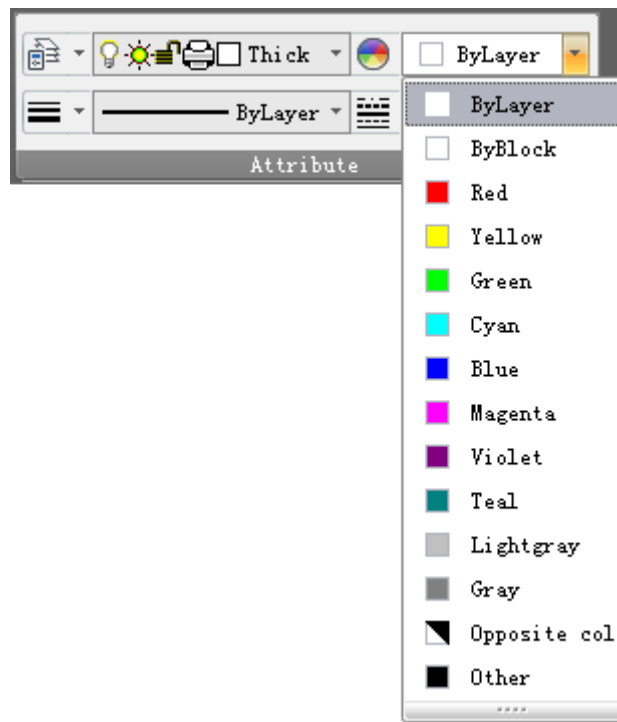 Thick
ByLayer
ByLayer
Attribute
ByLayer
ByBlock
Red
Yellow
Green
Cyan
Blue
Magenta
Violet
Teal
Lightgray
Gray
Opposite col
Other